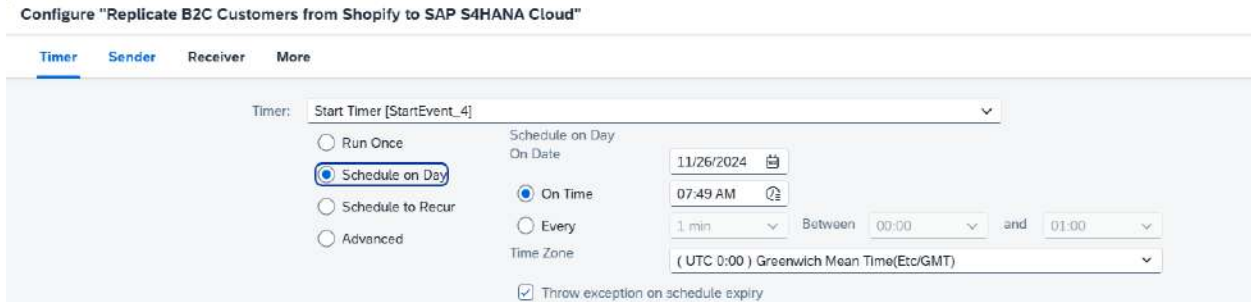 Configure "Replicate B2C Customers from Shopify to SAP S4HANA Cloud"
Timer Sender Receiver More
Timer: Start Timer [StartEvent_4]
Run Once
Schedule on Day
Schedule to Recur
Advanced
Schedule on Day
On Date 11/26/2024
On Time 07:49 AM
Every 1 min Between 00:00 and 01:00
Time Zone ( UTC 0:00 ) Greenwich Mean Time(Etc/GMT)
Throw exception on schedule expiry